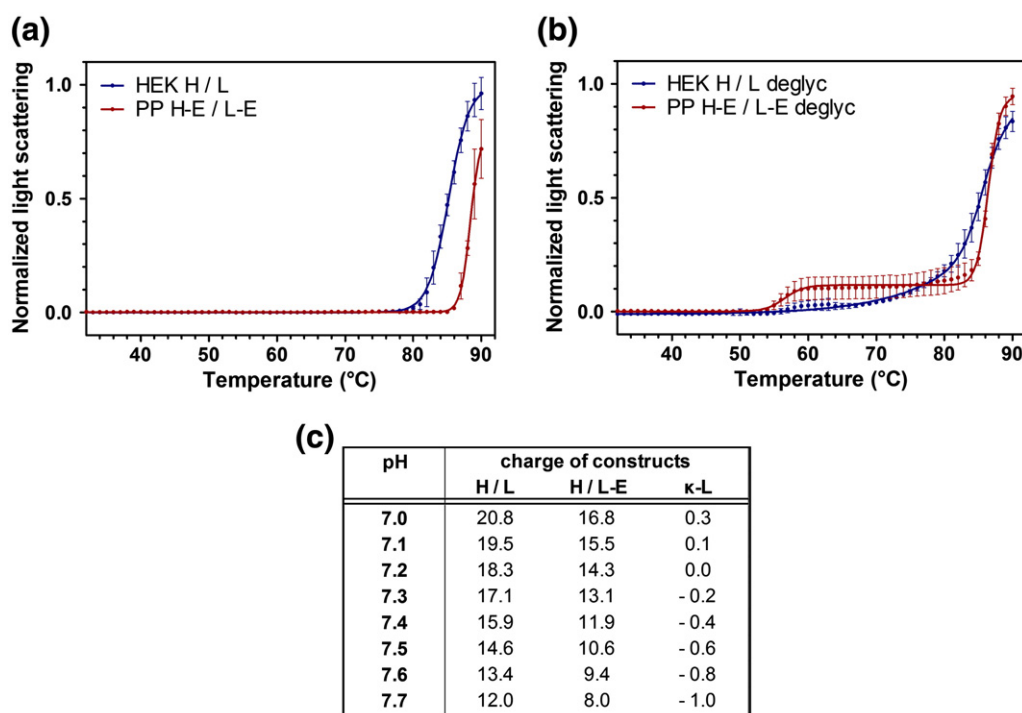 (a)
Normalized light scattering
1.0
0.5
0.0
HEK H / L
PP H-E / L-E
40 50 60 70 80 90
Temperature (°C)
(b)
Normalized light scattering
1.0
0.5
0.0
HEK H / L deglyc
PP H-E / L-E deglyc
40 50 60 70 80 90
Temperature (°C)
(c)
pH charge of constructs
H / L H / L-E κ-L
7.0 20.8 16.8 0.3
7.1 19.5 15.5 0.1
7.2 18.3 14.3 0.0
7.3 17.1 13.1 - 0.2
7.4 15.9 11.9 - 0.4
7.5 14.6 10.6 - 0.6
7.6 13.4 9.4 - 0.8
7.7 12.0 8.0 - 1.0